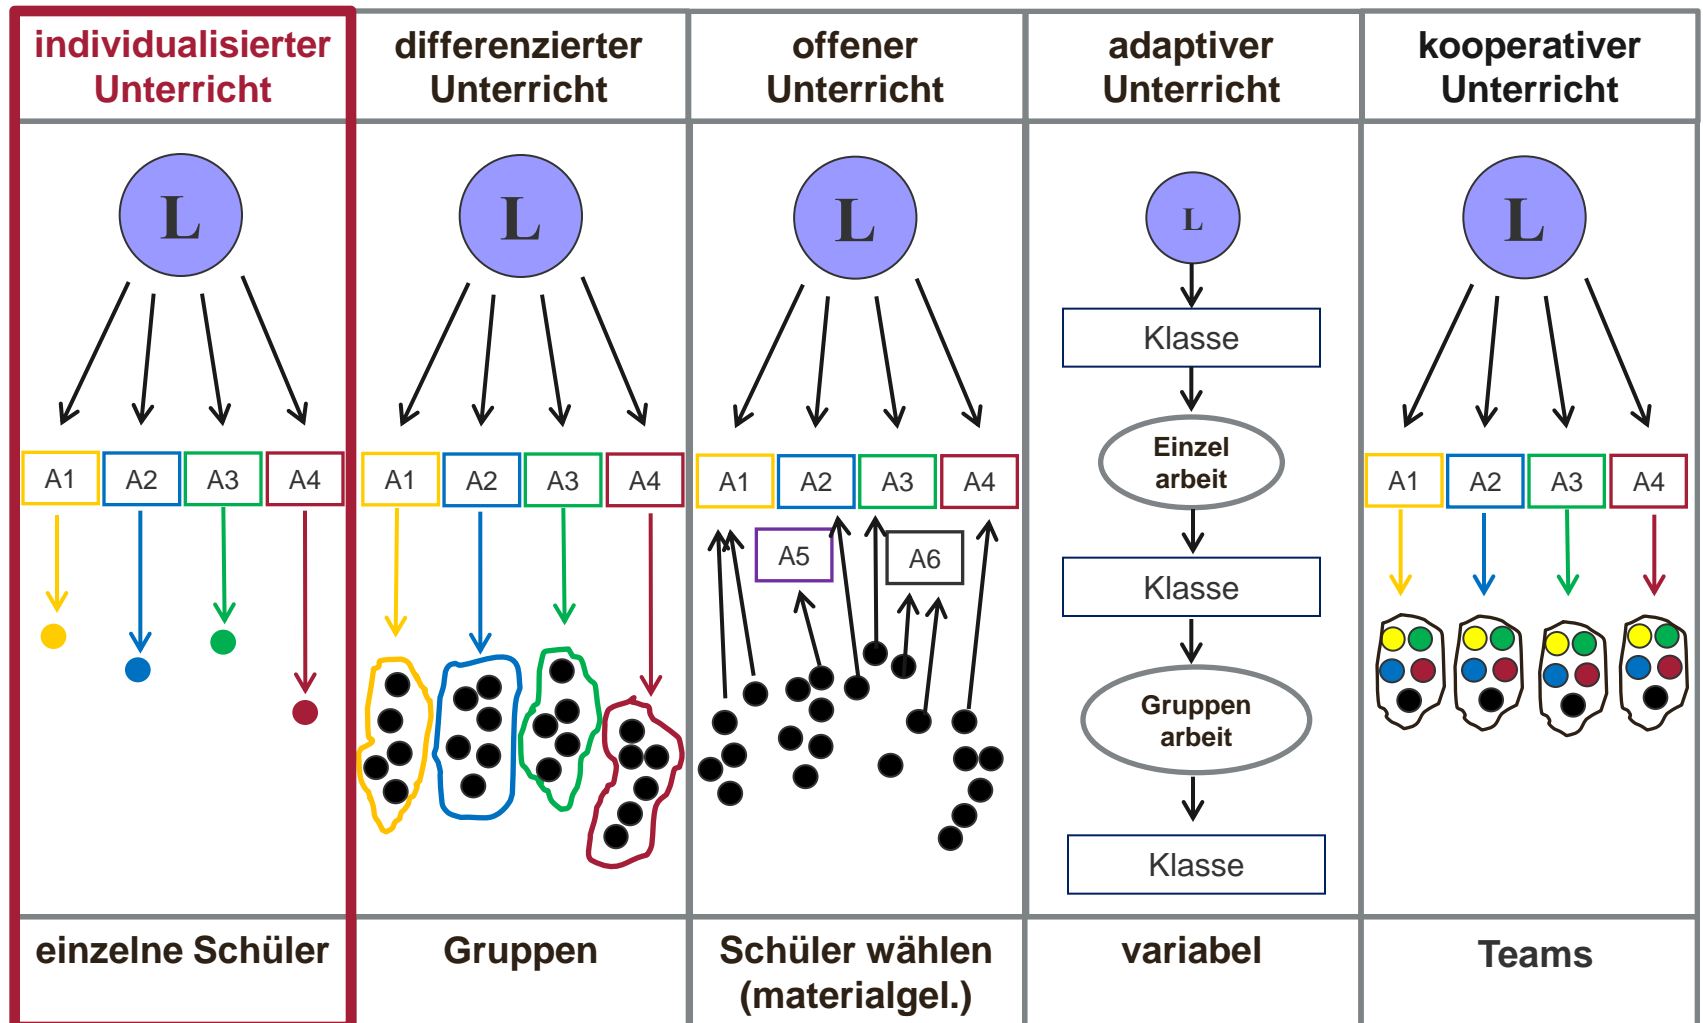 individualisierter
Unterricht
differenzierter
Unterricht
offener
Unterricht
adaptiver
Unterricht
kooperativer
Unterricht
L
A1 A2 A3 A4
L
A1 A2 A3 A4
L
A1 A2 A3 A4
A5 A6
L
Klasse
Einzel
arbeit
Klasse
Gruppen
arbeit
Klasse
L
A1 A2 A3 A4
einzelne Schüler
Gruppen
Schüler wählen
(materialgel.)
variabel
Teams